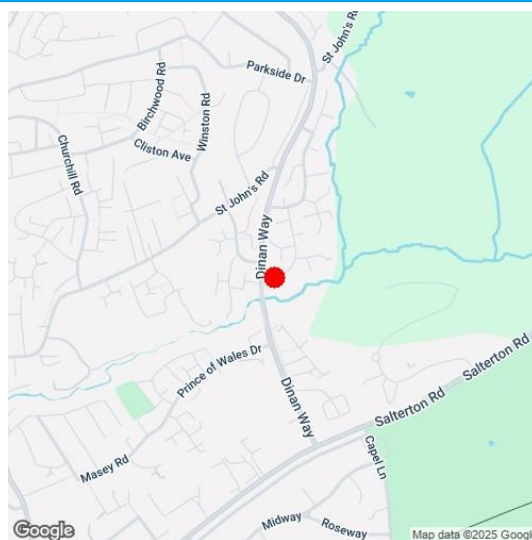 St John's Rd
Parkside Dr
Birchwood Rd
Winston Rd
Cliston Ave
Churchill Rd
St John's Rd
Dinan Way
Prince of Wales Dr
Dinan Way
Salterton Rd
Salterton Rd
Capel Ln
Masey Rd
Midway
Roseway
Google
Map data ©2025 Google